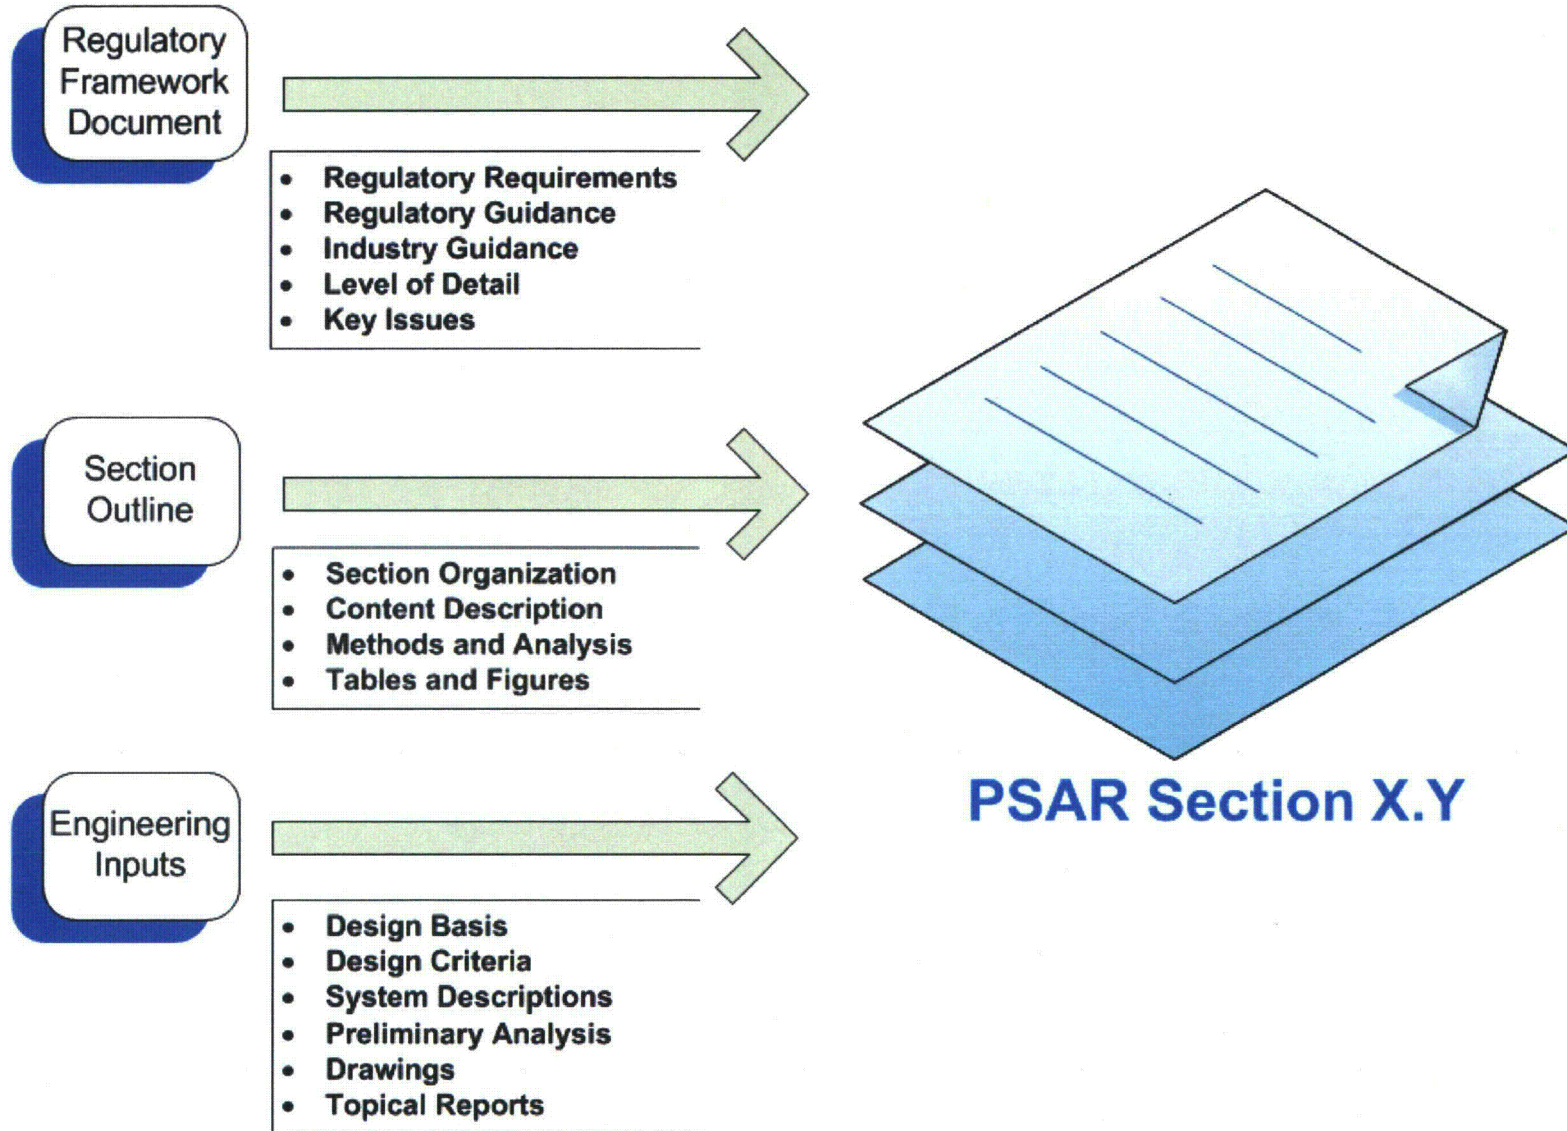 Regulatory
Framework
Document
• Regulatory Requirements
• Regulatory Guidance
• Industry Guidance
• Level of Detail
• Key Issues
Section
Outline
• Section Organization
• Content Description
• Methods and Analysis
• Tables and Figures
Engineering
Inputs
• Design Basis
• Design Criteria
• System Descriptions
• Preliminary Analysis
• Drawings
• Topical Reports
PSAR Section X.Y